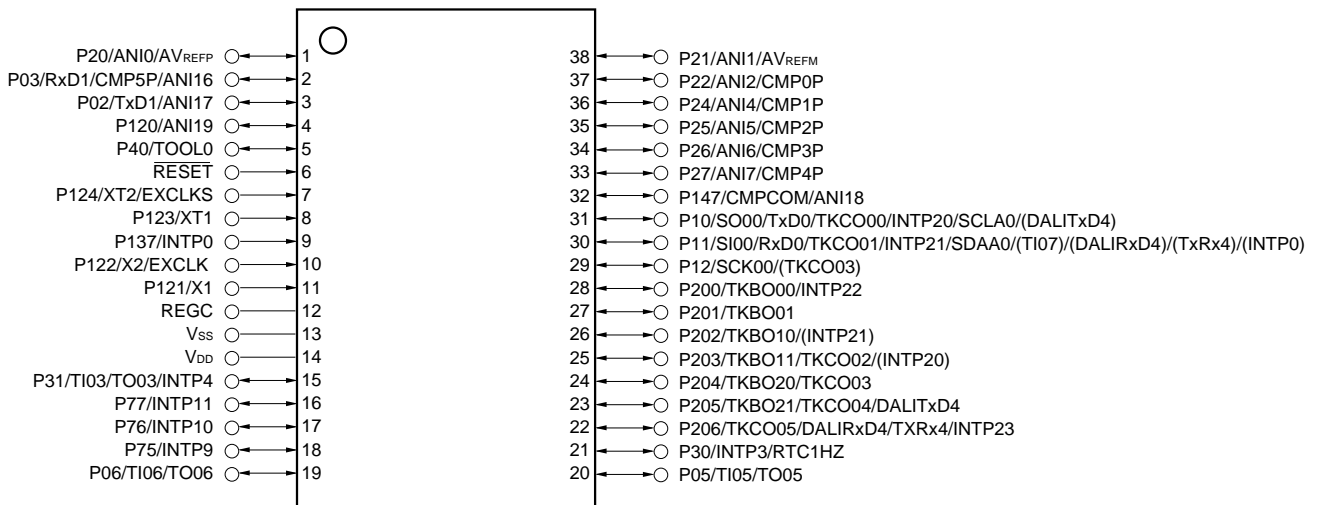 P20/ANI0/AVREFP 1
P03/RxD1/CMP5P/ANI16 2
P02/TxD1/ANI17 3
P120/ANI19 4
P40/TOOL0 5
RESET 6
P124/XT2/EXCLKS 7
P123/XT1 8
P137/INTP0 9
P122/X2/EXCLK 10
P121/X1 11
REGC 12
VSS 13
VDD 14
P31/TI03/TO03/INTP4 15
P77/INTP11 16
P76/INTP10 17
P75/INTP9 18
P06/TI06/TO06 19
38 P21/ANI1/AVREFM
37 P22/ANI2/CMP0P
36 P24/ANI4/CMP1P
35 P25/ANI5/CMP2P
34 P26/ANI6/CMP3P
33 P27/ANI7/CMP4P
32 P147/CMPCOM/ANI18
31 P10/SO00/TxD0/TKCO00/INTP20/SCLA0/(DALITxD4)
30 P11/SI00/RxD0/TKCO01/INTP21/SDAA0/(TI07)/(DALIRxD4)/(TxRx4)/(INTP0)
29 P12/SCK00/(TKCO03)
28 P200/TKBO00/INTP22
27 P201/TKBO01
26 P202/TKBO10/(INTP21)
25 P203/TKBO11/TKCO02/(INTP20)
24 P204/TKBO20/TKCO03
23 P205/TKBO21/TKCO04/DALITxD4
22 P206/TKCO05/DALIRxD4/TXRx4/INTP23
21 P30/INTP3/RTC1HZ
20 P05/TI05/TO05